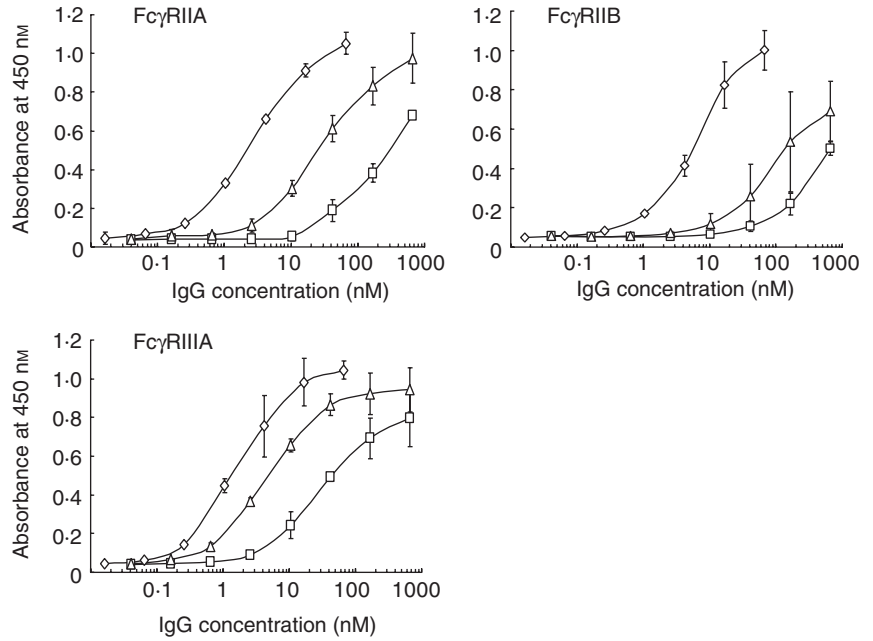 FcγRIIA
Absorbance at 450 nM
1·2
1·0
0·8
0·6
0·4
0·2
0
0·1 1 10 100 1000
IgG concentration (nM)
FcγRIIB
1·2
1·0
0·8
0·6
0·4
0·2
0
0·1 1 10 100 1000
IgG concentration (nM)
FcγRIIIA
Absorbance at 450 nM
1·2
1·0
0·8
0·6
0·4
0·2
0
0·1 1 10 100 1000
IgG concentration (nM)